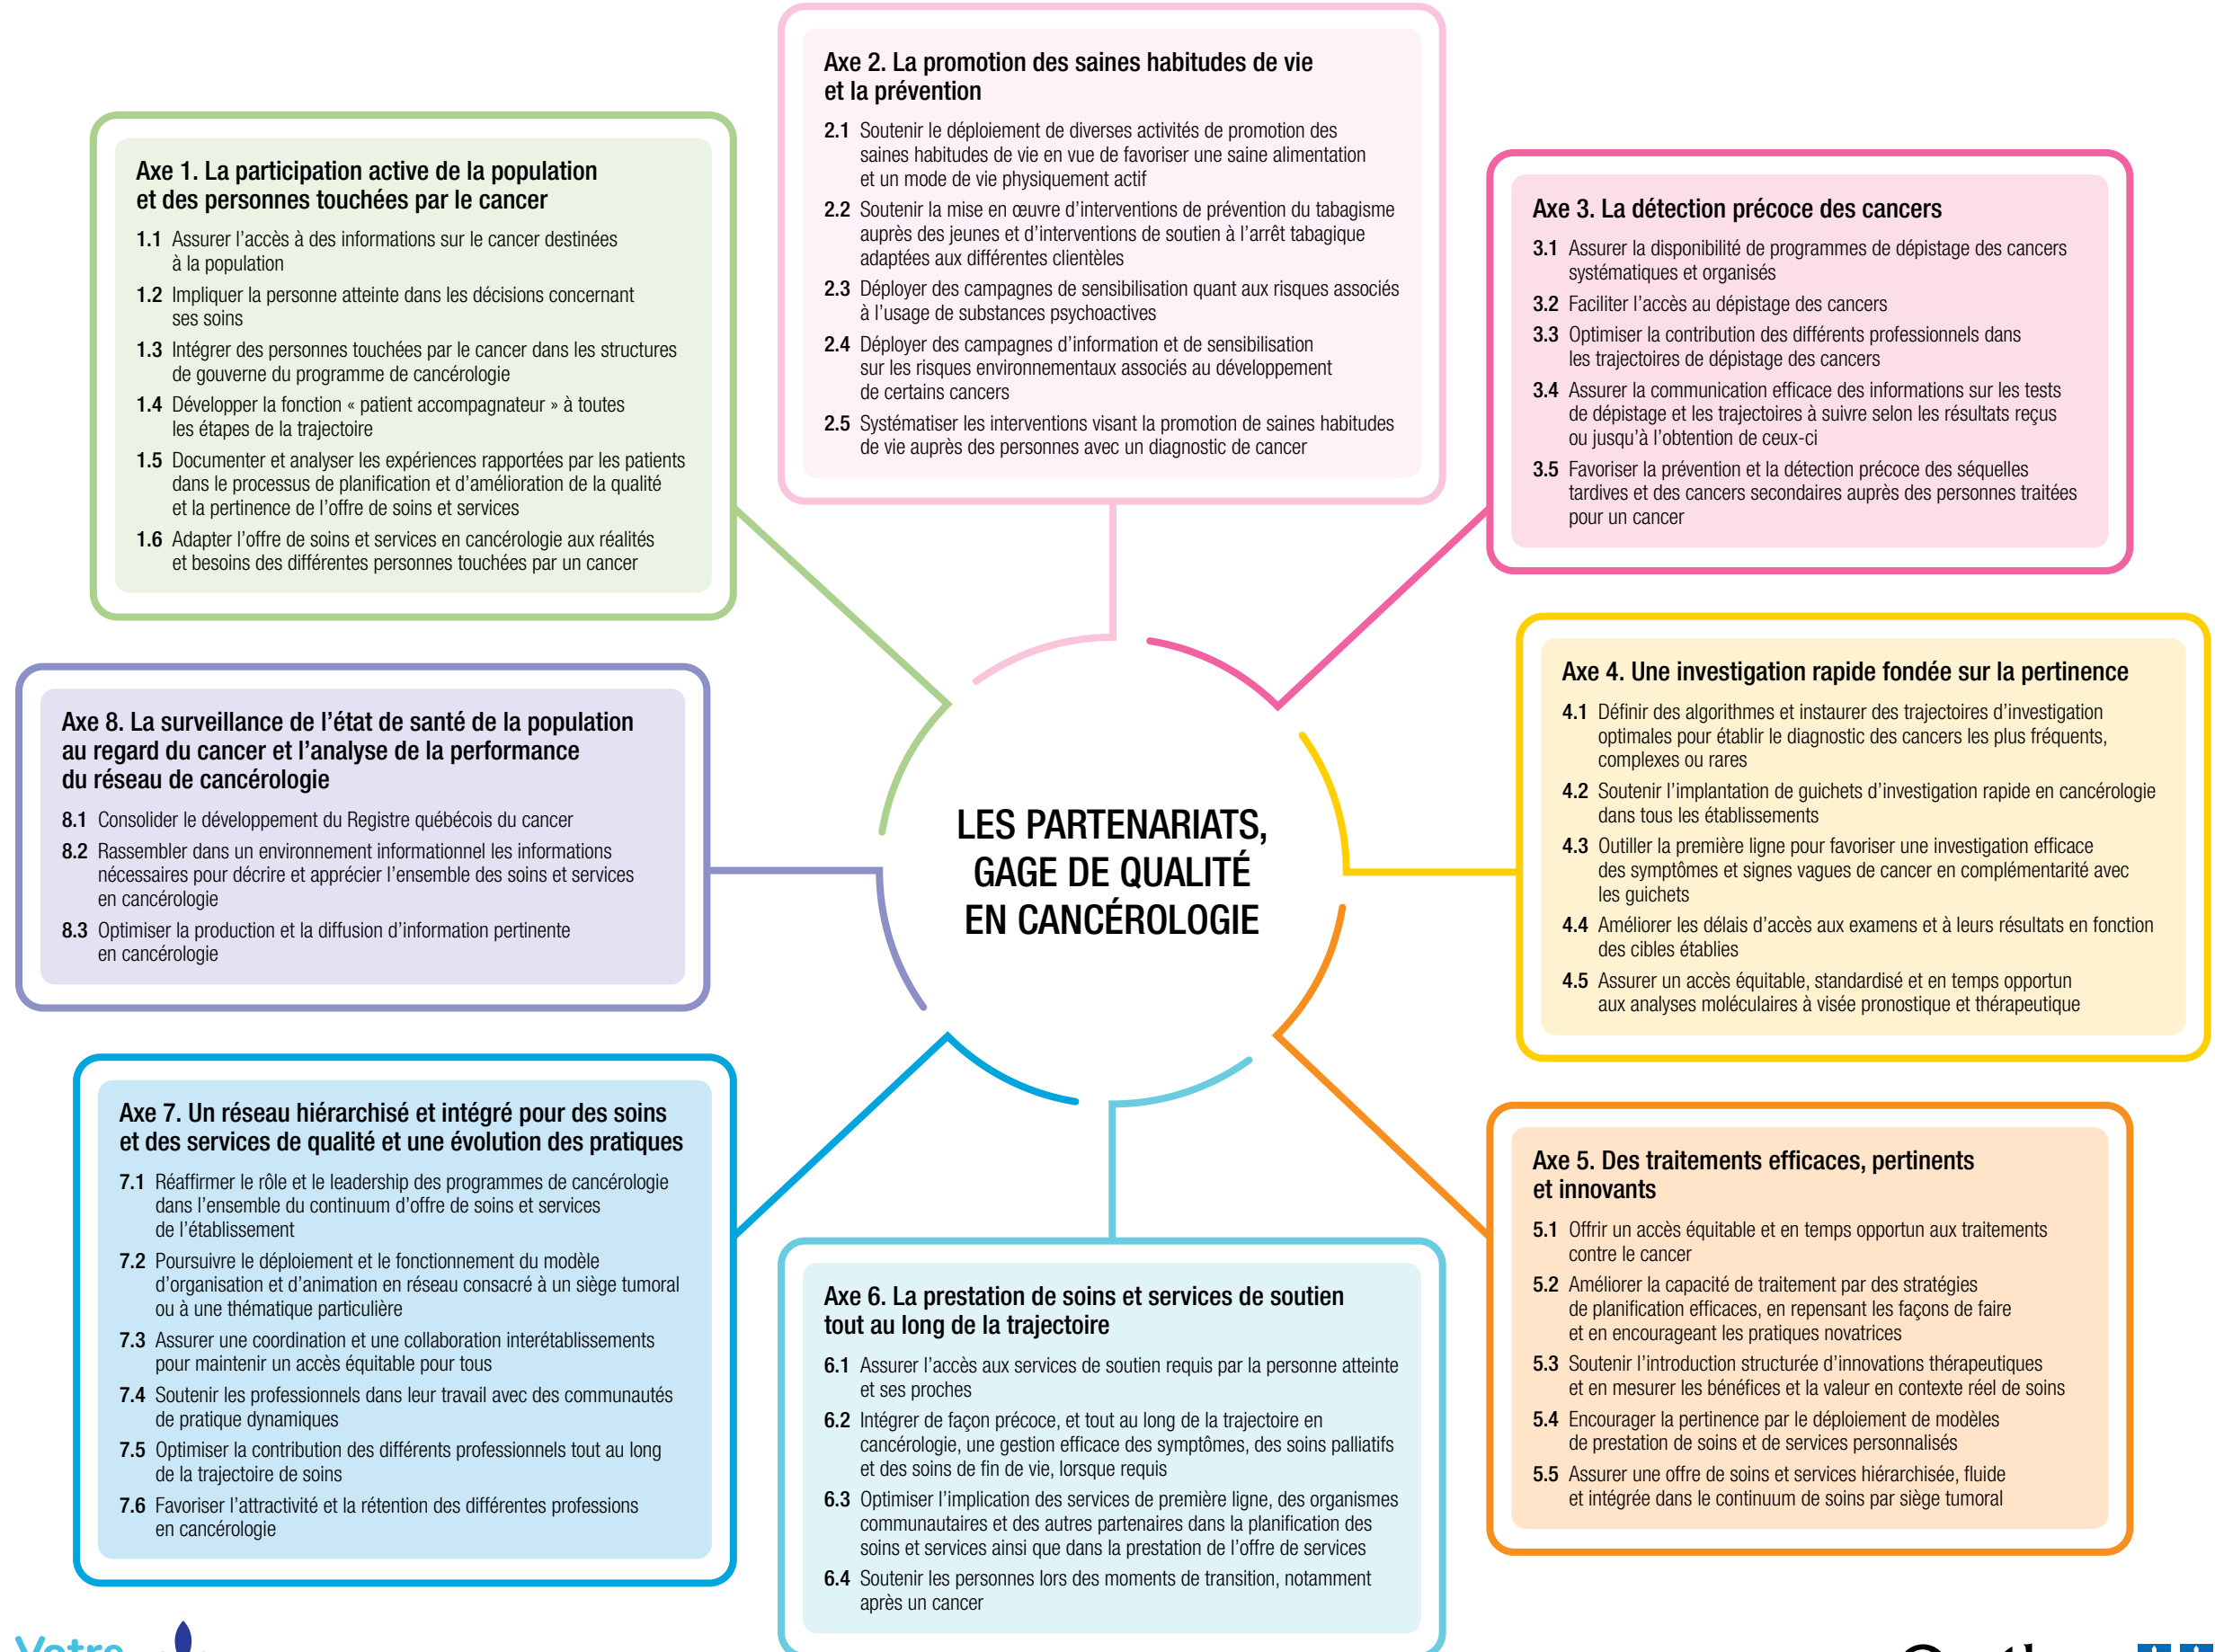 Axe 1. La participation active de la population
et des personnes touchées par le cancer
1.1 Assurer l'accès à des informations sur le cancer destinées
à la population
1.2 Impliquer la personne atteinte dans les décisions concernant
ses soins
1.3 Intégrer des personnes touchées par le cancer dans les structures
de gouverne du programme de cancérologie
1.4 Développer la fonction « patient accompagnateur » à toutes
les étapes de la trajectoire
1.5 Documenter et analyser les expériences rapportées par les patients
dans le processus de planification et d'amélioration de la qualité
et la pertinence de l'offre de soins et services
1.6 Adapter l'offre de soins et services en cancérologie aux réalités
et besoins des différentes personnes touchées par un cancer
Axe 2. La promotion des saines habitudes de vie
et la prévention
2.1 Soutenir le déploiement de diverses activités de promotion des
saines habitudes de vie en vue de favoriser une saine alimentation
et un mode de vie physiquement actif
2.2 Soutenir la mise en œuvre d'interventions de prévention du tabagisme
auprès des jeunes et d'interventions de soutien à l'arrêt tabagique
adaptées aux différentes clientèles
2.3 Déployer des campagnes de sensibilisation quant aux risques associés
à l'usage de substances psychoactives
2.4 Déployer des campagnes d'information et de sensibilisation
sur les risques environnementaux associés au développement
de certains cancers
2.5 Systématiser les interventions visant la promotion de saines habitudes
de vie auprès des personnes avec un diagnostic de cancer
Axe 3. La détection précoce des cancers
3.1 Assurer la disponibilité de programmes de dépistage des cancers
systématiques et organisés
3.2 Faciliter l'accès au dépistage des cancers
3.3 Optimiser la contribution des différents professionnels dans
les trajectoires de dépistage des cancers
3.4 Assurer la communication efficace des informations sur les tests
de dépistage et les trajectoires à suivre selon les résultats reçus
ou jusqu'à l'obtention de ceux-ci
3.5 Favoriser la prévention et la détection précoce des séquelles
tardives et des cancers secondaires auprès des personnes traitées
pour un cancer
Axe 4. Une investigation rapide fondée sur la pertinence
4.1 Définir des algorithmes et instaurer des trajectoires d'investigation
optimales pour établir le diagnostic des cancers les plus fréquents,
complexes ou rares
4.2 Soutenir l'implantation de guichets d'investigation rapide en cancérologie
dans tous les établissements
4.3 Outiller la première ligne pour favoriser une investigation efficace
des symptômes et signes vagues de cancer en complémentarité avec
les guichets
4.4 Améliorer les délais d'accès aux examens et à leurs résultats en fonction
des cibles établies
4.5 Assurer un accès équitable, standardisé et en temps opportun
aux analyses moléculaires à visée pronostique et thérapeutique
LES PARTENARIATS,
GAGE DE QUALITÉ
EN CANCÉROLOGIE
Axe 5. Des traitements efficaces, pertinents
et innovants
5.1 Offrir un accès équitable et en temps opportun aux traitements
contre le cancer
5.2 Améliorer la capacité de traitement par des stratégies
de planification efficaces, en repensant les façons de faire
et en encourageant les pratiques novatrices
5.3 Soutenir l'introduction structurée d'innovations thérapeutiques
et en mesurer les bénéfices et la valeur en contexte réel de soins
5.4 Encourager la pertinence par le déploiement de modèles
de prestation de soins et de services personnalisés
5.5 Assurer une offre de soins et services hiérarchisée, fluide
et intégrée dans le continuum de soins par siège tumoral
Axe 6. La prestation de soins et services de soutien
tout au long de la trajectoire
6.1 Assurer l'accès aux services de soutien requis par la personne atteinte
et ses proches
6.2 Intégrer de façon précoce, et tout au long de la trajectoire en
cancérologie, une gestion efficace des symptômes, des soins palliatifs
et des soins de fin de vie, lorsque requis
6.3 Optimiser l'implication des services de première ligne, des organismes
communautaires et des autres partenaires dans la planification des
soins et services ainsi que dans la prestation de l'offre de services
6.4 Soutenir les personnes lors des moments de transition, notamment
après un cancer
Axe 7. Un réseau hiérarchisé et intégré pour des soins
et des services de qualité et une évolution des pratiques
7.1 Réaffirmer le rôle et le leadership des programmes de cancérologie
dans l'ensemble du continuum d'offre de soins et services
de l'établissement
7.2 Poursuivre le déploiement et le fonctionnement du modèle
d'organisation et d'animation en réseau consacré à un siège tumoral
ou à une thématique particulière
7.3 Assurer une coordination et une collaboration interétablissements
pour maintenir un accès équitable pour tous
7.4 Soutenir les professionnels dans leur travail avec des communautés
de pratique dynamiques
7.5 Optimiser la contribution des différents professionnels tout au long
de la trajectoire de soins
7.6 Favoriser l'attractivité et la rétention des différentes professions
en cancérologie
Axe 8. La surveillance de l'état de santé de la population
au regard du cancer et l'analyse de la performance
du réseau de cancérologie
8.1 Consolider le développement du Registre québécois du cancer
8.2 Rassembler dans un environnement informationnel les informations
nécessaires pour décrire et apprécier l'ensemble des soins et services
en cancérologie
8.3 Optimiser la production et la diffusion d'information pertinente
en cancérologie
Votre